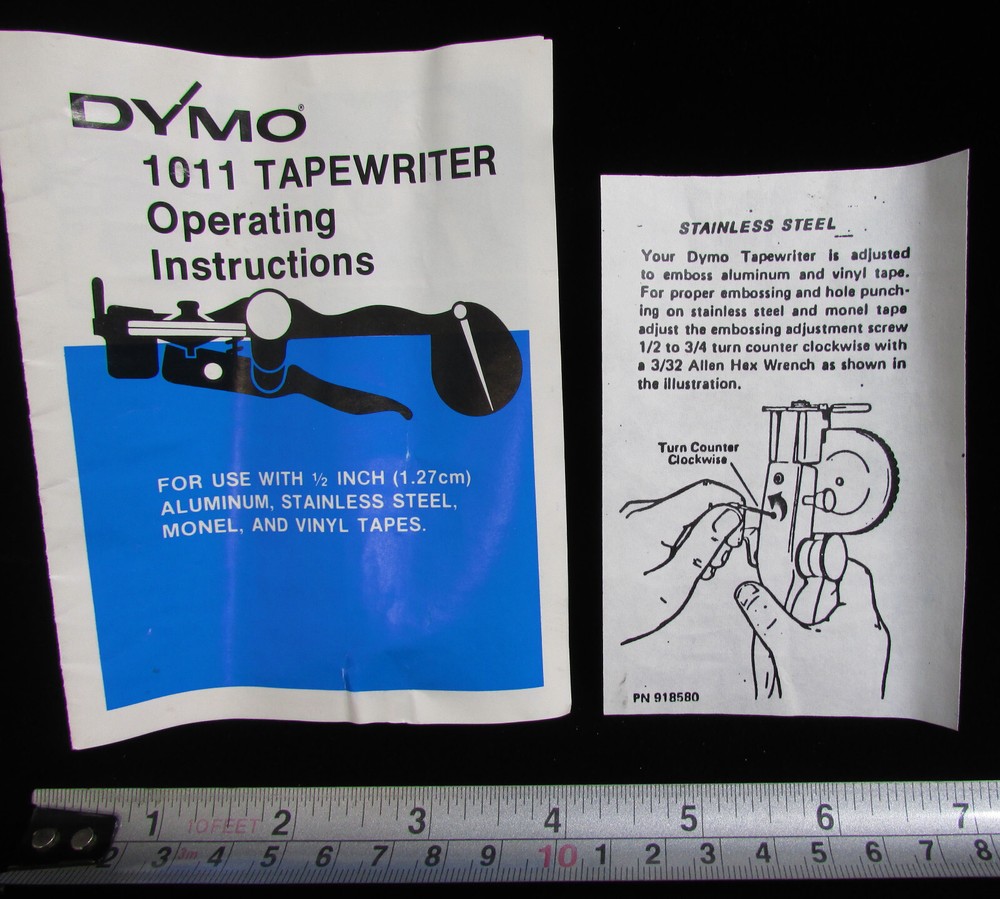 DYMO®
1011 TAPEWRITER
Operating
Instructions
FOR USE WITH ½ INCH (1.27cm)
ALUMINUM, STAINLESS STEEL,
MONEL, AND VINYL TAPES.
STAINLESS STEEL
Your Dymo Tapewriter is adjusted
to emboss aluminum and vinyl tape.
For proper embossing and hole punch-
ing on stainless steel and monel tape
adjust the embossing adjustment screw
1/2 to 3/4 turn counter clockwise with
a 3/32 Allen Hex Wrench as shown in
the illustration.
Turn Counter
Clockwise
PN 918580
1 10 FEET 2 3 4 5 6 7
2 3 3m 4 5 6 7 8 9 10 1 2 3 4 5 6 7 8